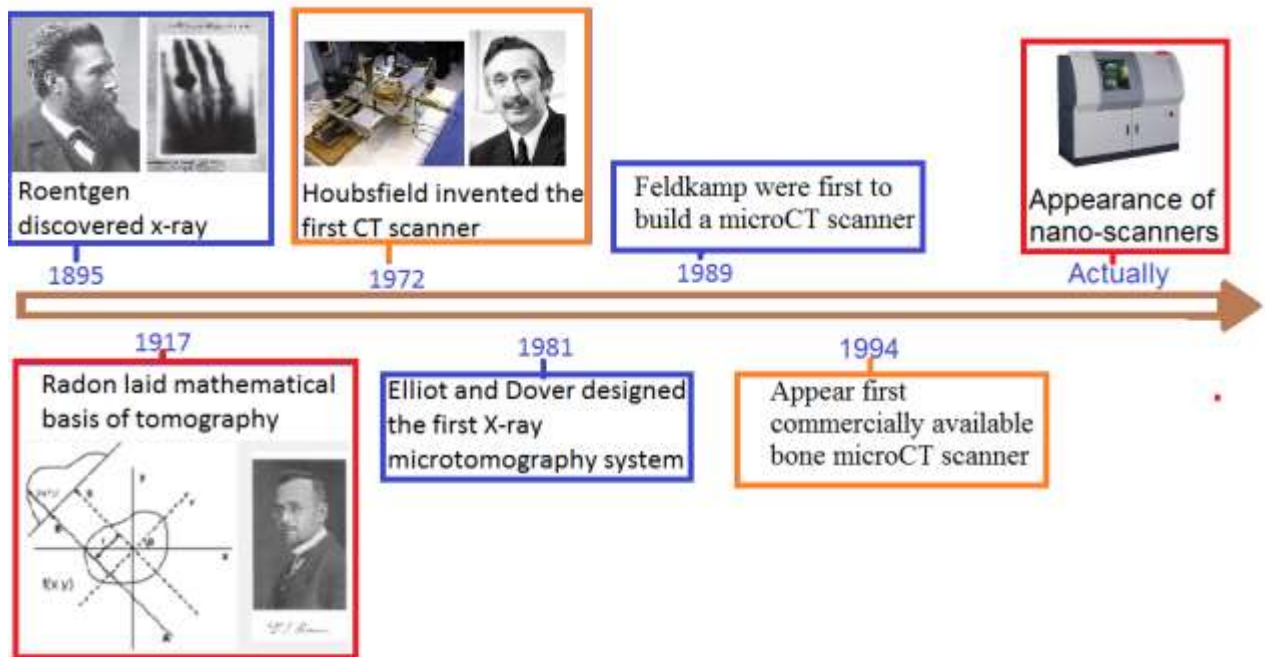 Roentgen
discovered x-ray
1895
Houbsfield invented the
first CT scanner
1972
Feldkamp were first to
build a microCT scanner
1989
Appearance of
nano-scanners
Actually
1917
Radon laid mathematical
basis of tomography
y
x
f(x y)
1981
Elliot and Dover designed
the first X-ray
microtomography system
1994
Appear first
commercially available
bone microCT scanner